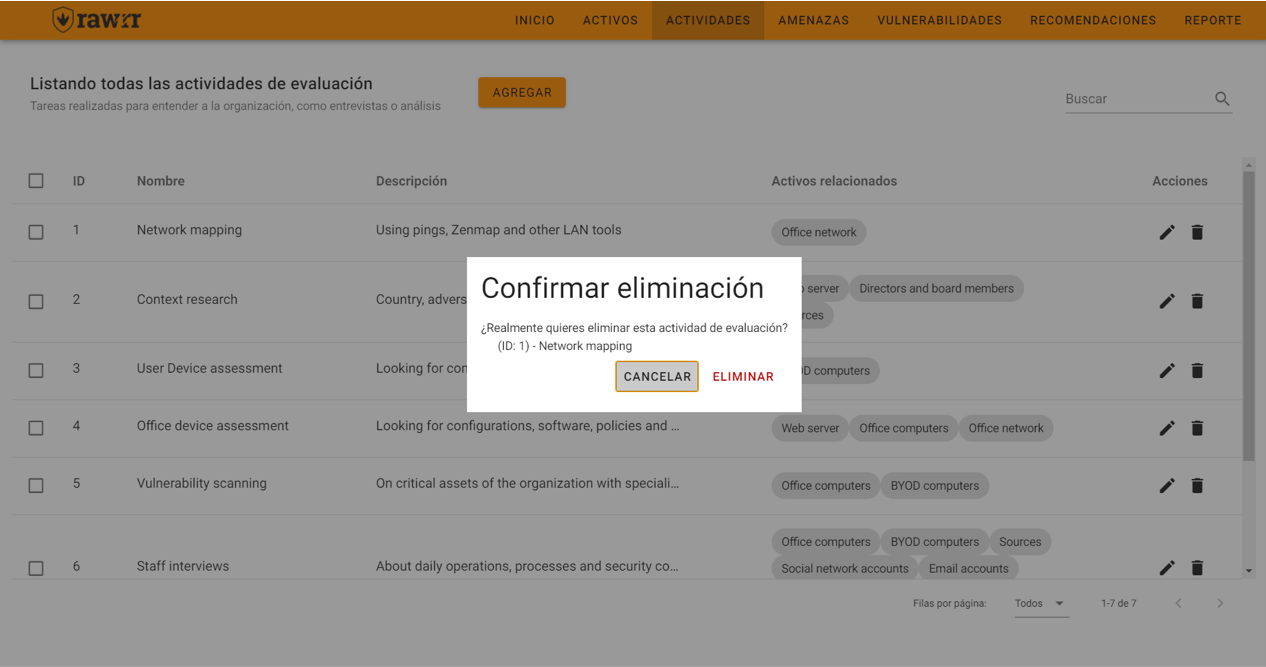 rawrr
INICIO ACTIVOS ACTIVIDADES AMENAZAS VULNERABILIDADES RECOMENDACIONES REPORTE
Listando todas las actividades de evaluación
Tareas realizadas para entender a la organización, como entrevistas o análisis
AGREGAR
Buscar
ID Nombre Descripción Activos relacionados Acciones
1 Network mapping Using pings, Zenmap and other LAN tools Office network
2 Context research Country, advers server Directors and board members
rces
3 User Device assessment Looking for con D computers
4 Office device assessment Looking for configurations, software, policies and ... Web server Office computers Office network
5 Vulnerability scanning On critical assets of the organization with speciali... Office computers BYOD computers
Office computers BYOD computers Sources
6 Staff interviews About daily operations, processes and security co... Social network accounts Email accounts
Confirmar eliminación
¿Realmente quieres eliminar esta actividad de evaluación?
(ID: 1) - Network mapping
CANCELAR ELIMINAR
Filas por página: Todos 1-7 de 7